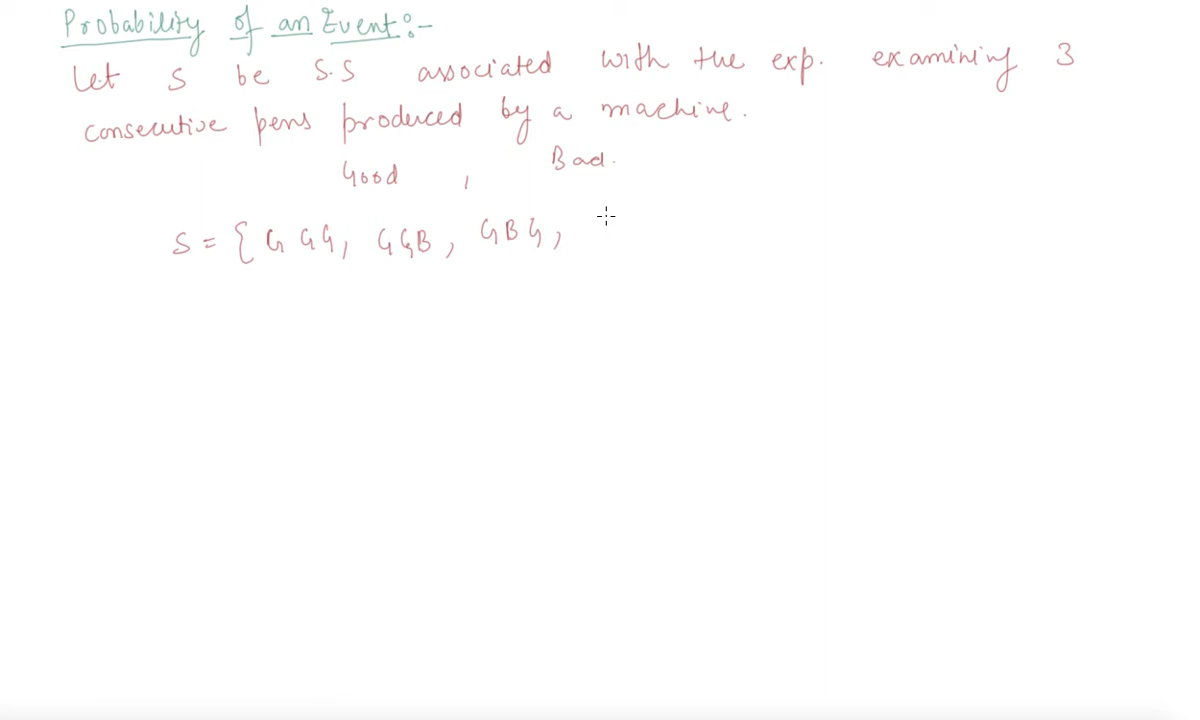 Probability of an Event:-
Let S be S.S associated with the exp. examining 3
consecutive pens produced by a machine.
Good , Bad.
S = { GGG, GGB, GBG,